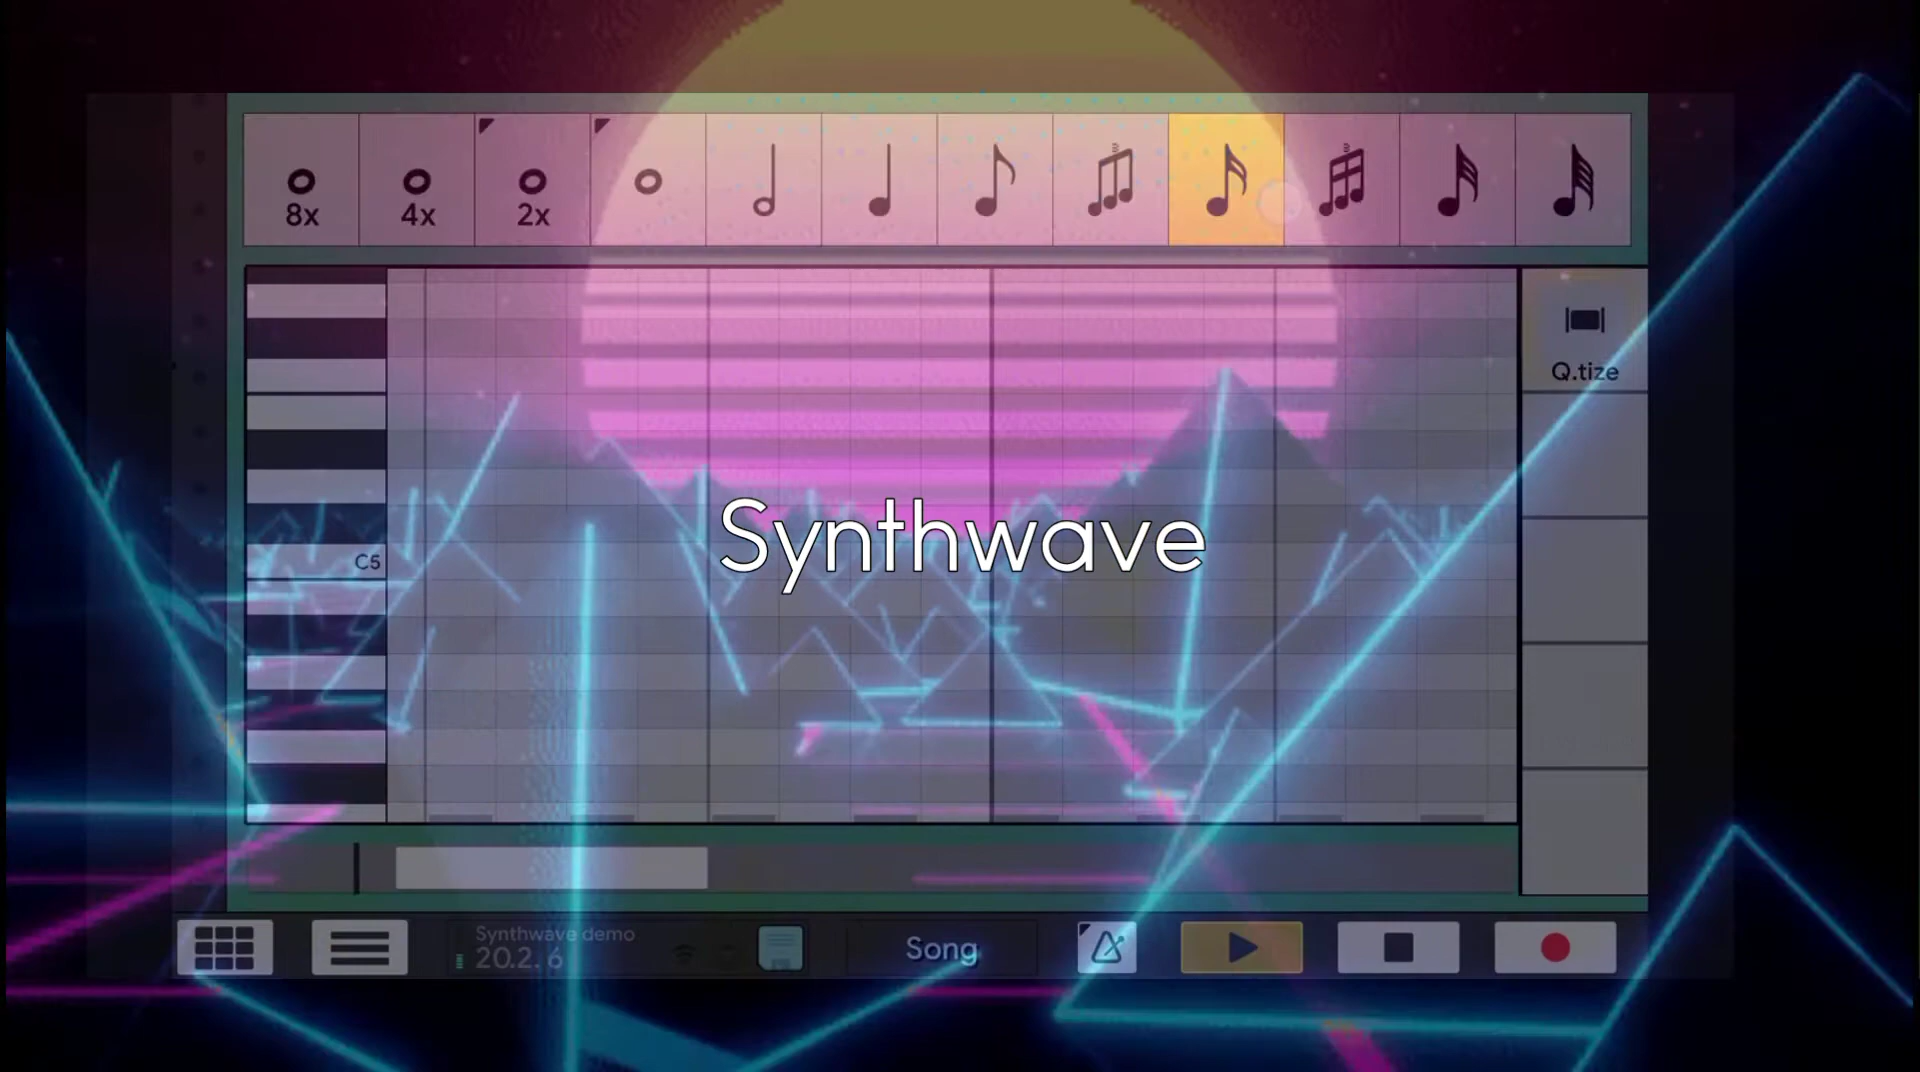 8x
4x
2x
Q.tize
Synthwave
C5
Synthwave demo
20.2. 6
Song